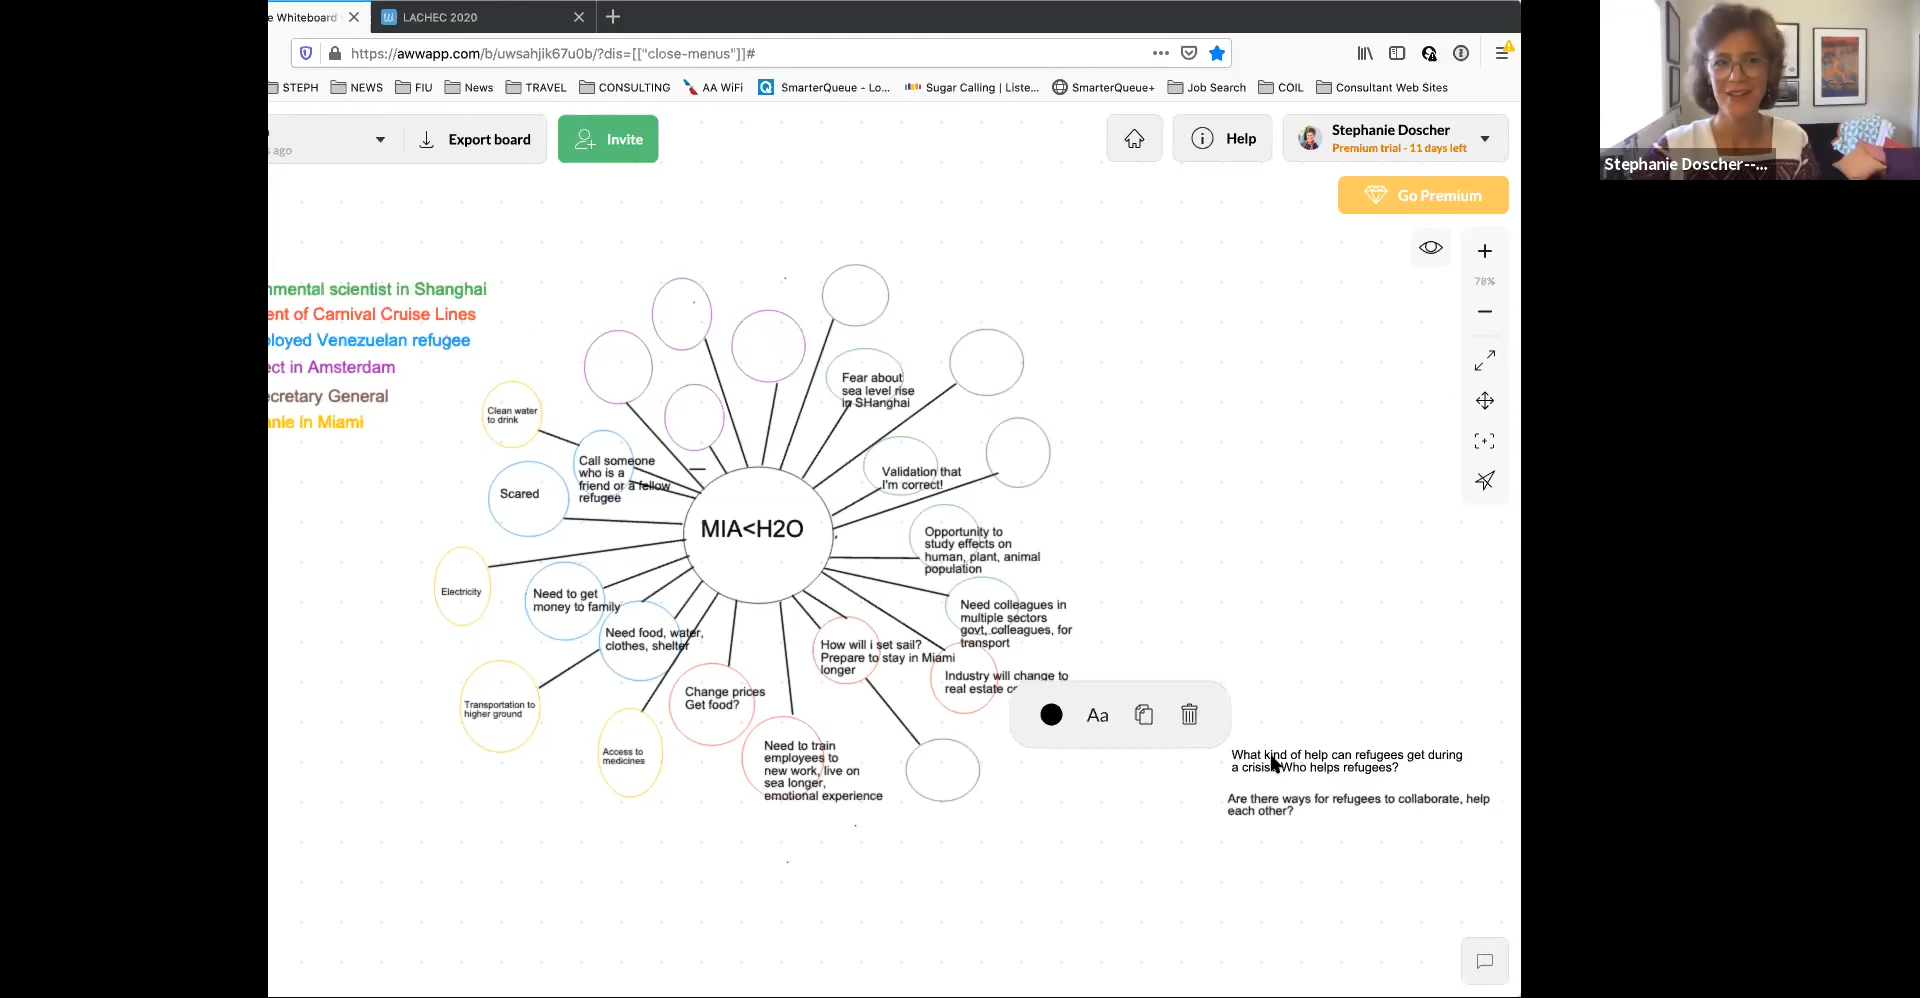 e Whiteboard
LACHEC 2020
https://awwapp.com/b/uwsahjik67u0b/?dis=[["close-menus"]]#
STEPH
NEWS
FIU
News
TRAVEL
CONSULTING
AA WiFi
SmarterQueue - Lo...
Sugar Calling | Liste...
SmarterQueue+
Job Search
COIL
Consultant Web Sites
s ago
Export board
Invite
Help
Stephanie Doscher
Premium trial - 11 days left
Stephanie Doscher--...
Go Premium
78%
nmental scientist in Shanghai
ent of Carnival Cruise Lines
ployed Venezuelan refugee
ect in Amsterdam
ecretary General
anie in Miami
Fear about
sea level rise
in SHanghai
Clean water
to drink
Call someone
who is a
friend or a fellow
refugee
Validation that
I'm correct!
Scared
MIA<H2O
Opportunity to
study effects on
human, plant, animal
population
Electricity
Need to get
money to family
Need colleagues in
multiple sectors
govt, colleagues, for
transport
Need food, water,
clothes, shelter
How will i set sail?
Prepare to stay in Miami
longer
Industry will change to
real estate c
Change prices
Get food?
Transportation to
higher ground
Access to
medicines
Need to train
employees to
new work, live on
sea longer,
emotional experience
Aa
What kind of help can refugees get during
a crisis Who helps refugees?
Are there ways for refugees to collaborate, help
each other?